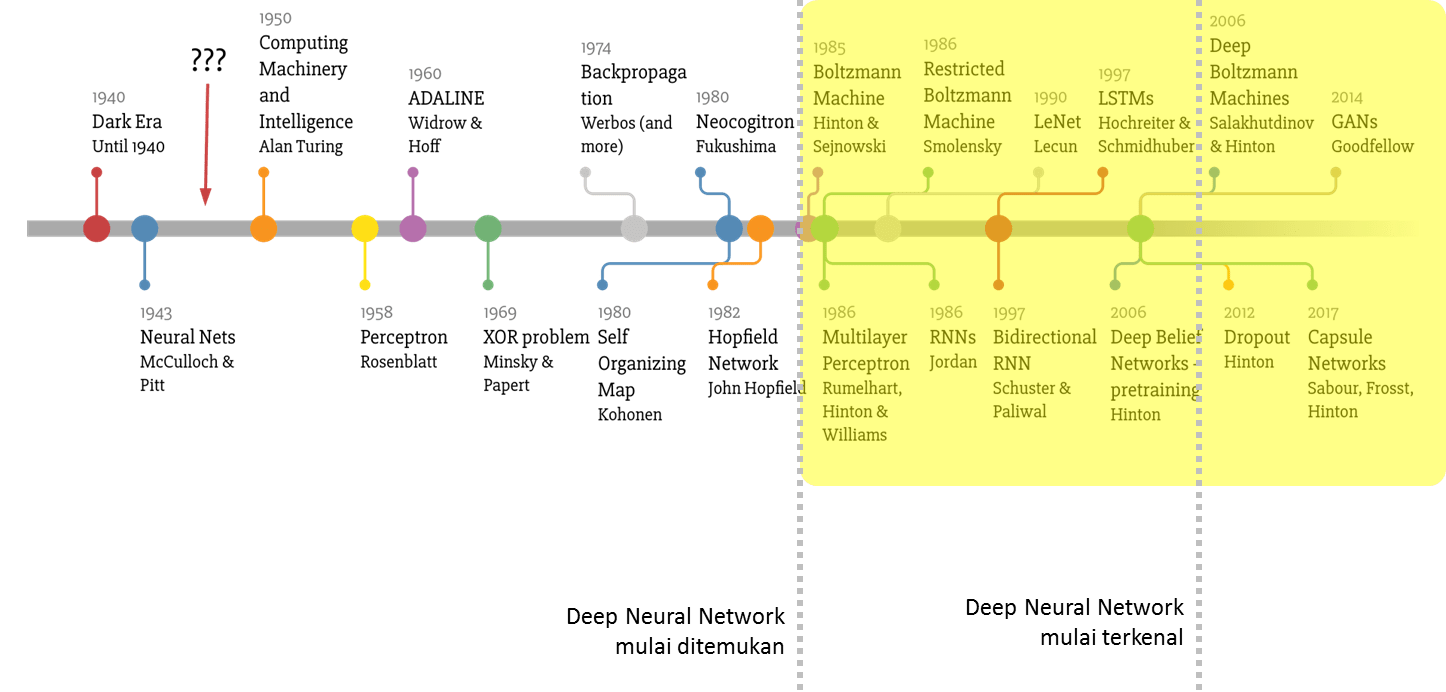 ???
1940
Dark Era
Until 1940
1950
Computing
Machinery
and
Intelligence
Alan Turing
1960
ADALINE
Widrow &
Hoff
1974
Backpropaga
tion
Werbos (and
more)
1980
Neocogitron
Fukushima
1985
Boltzmann
Machine
Hinton &
Sejnowski
1986
Restricted
Boltzmann
Machine
Smolensky
1990
LeNet
Lecun
1997
LSTMs
Hochreiter &
Schmidhuber
2006
Deep
Boltzmann
Machines
Salakhutdinov
& Hinton
2014
GANs
Goodfellow
1943
Neural Nets
McCulloch &
Pitt
1958
Perceptron
Rosenblatt
1969
XOR problem
Minsky &
Papert
1980
Self
Organizing
Map
Kohonen
1982
Hopfield
Network
John Hopfield
1986
Multilayer
Perceptron
Rumelhart,
Hinton &
Williams
1986
RNNs
Jordan
1997
Bidirectional
RNN
Schuster &
Paliwal
2006
Deep Belief
Networks -
pretraining
Hinton
2012
Dropout
Hinton
2017
Capsule
Networks
Sabour, Frosst,
Hinton
Deep Neural Network
mulai ditemukan
Deep Neural Network
mulai terkenal